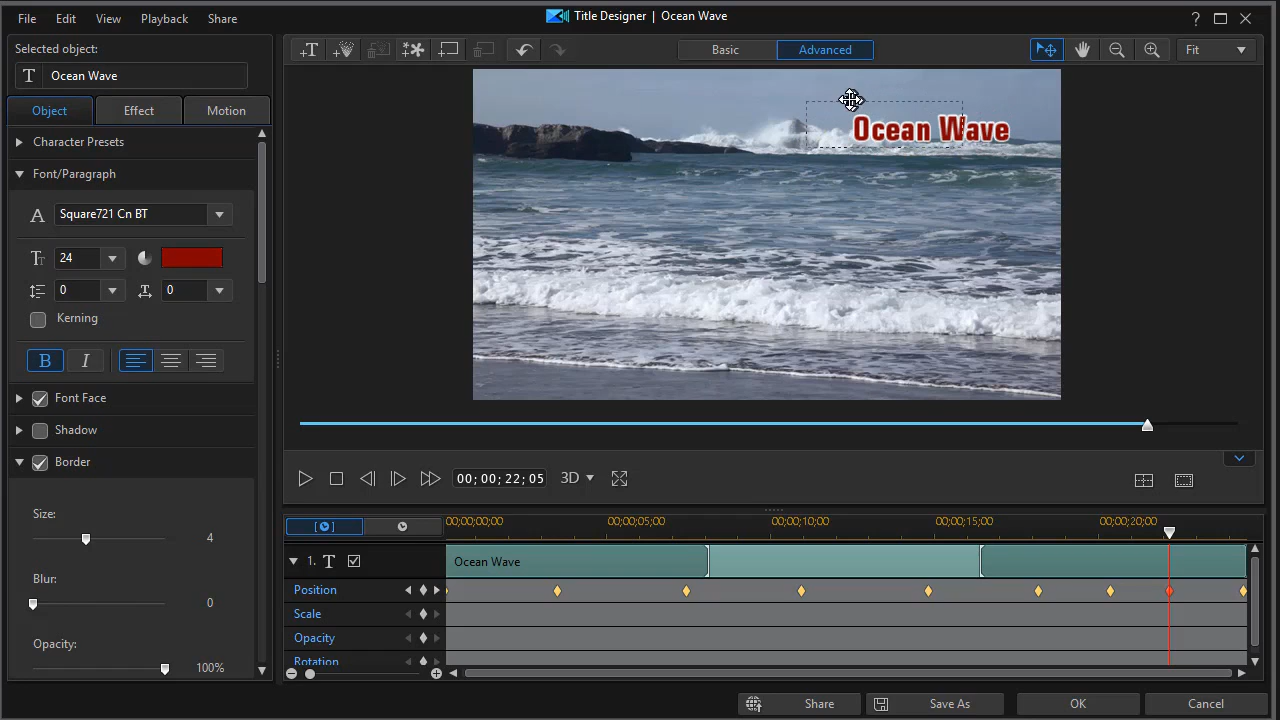 File Edit View Playback Share
Title Designer | Ocean Wave
?
Selected object:
T Ocean Wave
Object Effect Motion
Character Presets
Font/Paragraph
A Square721 Cn BT
24
0 0
Kerning
B I
Font Face
Shadow
Border
Size:
4
Blur:
0
Opacity:
100%
Basic Advanced
Fit
Ocean Wave
00; 00; 22; 05
3D
00;00;00;00 00;00;05;00 00;00;10;00 00;00;15;00 00;00;20;00
1. T Ocean Wave
Position
Scale
Opacity
Rotation
Share Save As OK Cancel